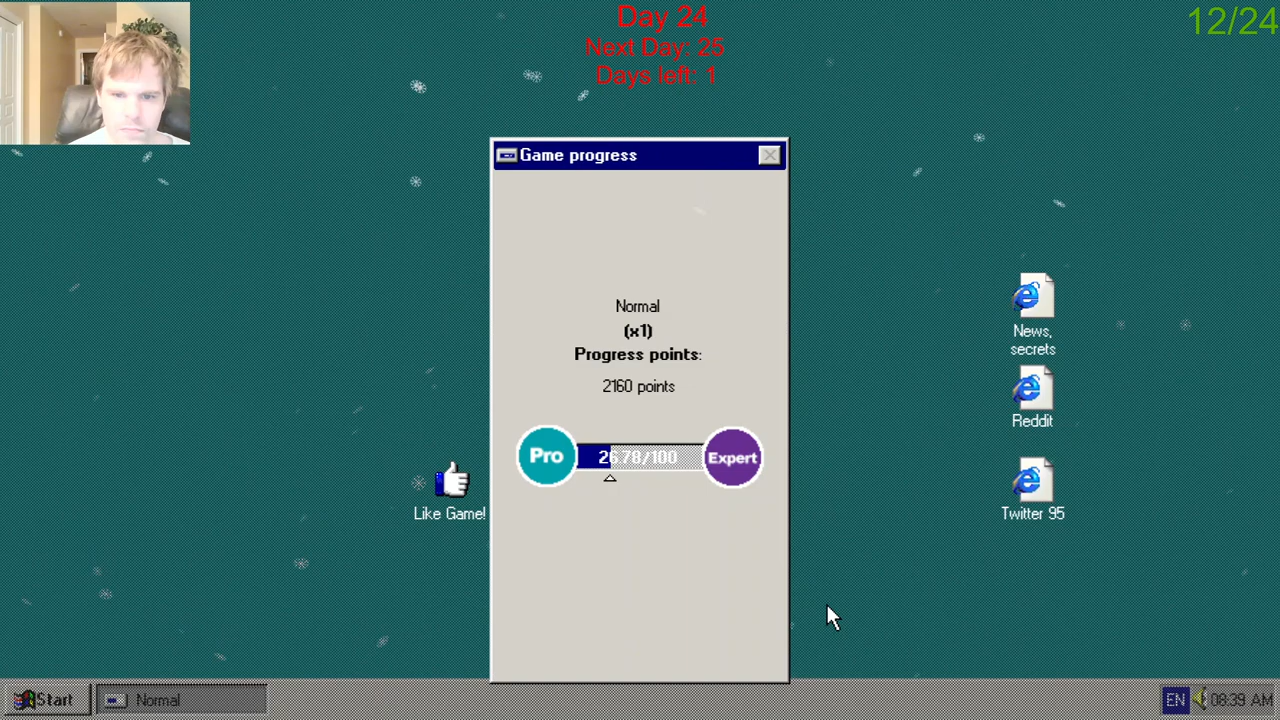 Day 24
Next Day: 25
Days left: 1
12/24
Game progress
Normal
(x1)
Progress points:
2160 points
Pro
26.78/100
Expert
News,
secrets
Reddit
Twitter 95
Like Game!
Start
Normal
EN
08:39 AM